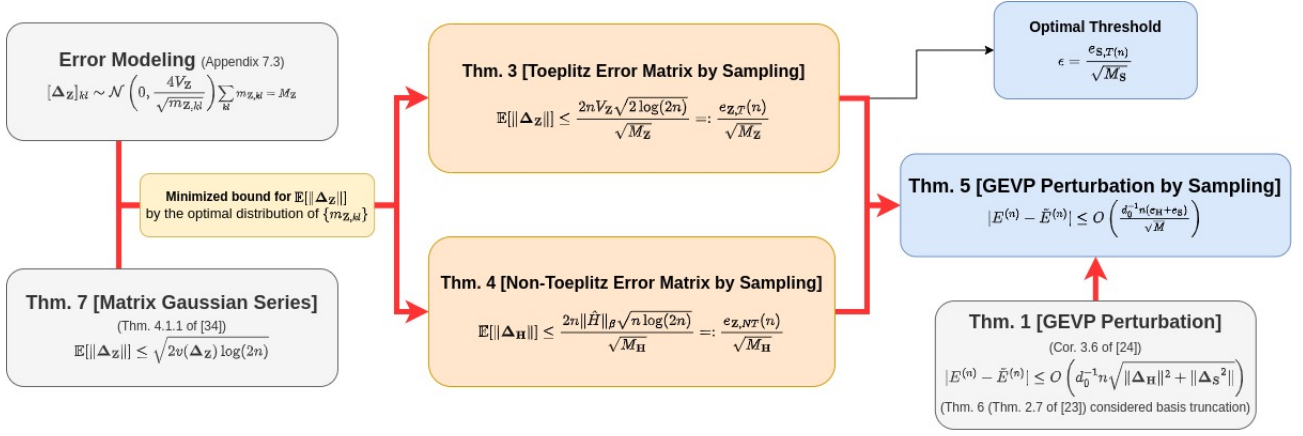 Error Modeling (Appendix 7.3)
[Δ_Z]_{kl} ∼ 𝒩(0, 4V_Z / √m_{Z,kl}) ∑_{kl} m_{Z,kl} = M_Z
Minimized bound for 𝔼[‖Δ_Z‖]
by the optimal distribution of {m_{Z,kl}}
Thm. 7 [Matrix Gaussian Series]
(Thm. 4.1.1 of [34])
𝔼[‖Δ_Z‖] ≤ √(2v(Δ_Z) log(2n))
Thm. 3 [Toeplitz Error Matrix by Sampling]
𝔼[‖Δ_Z‖] ≤ 2nV_Z√(2 log(2n)) / √M_Z =: e_{Z,T}(n) / √M_Z
Thm. 4 [Non-Toeplitz Error Matrix by Sampling]
𝔼[‖Δ_H‖] ≤ 2n‖Ĥ‖_β√(n log(2n)) / √M_H =: e_{Z,NT}(n) / √M_H
Optimal Threshold
ϵ = e_{S,T(n)} / √M_S
Thm. 5 [GEVP Perturbation by Sampling]
|E^{(n)} − Ẽ^{(n)}| ≤ O(d_0^{−1}n(e_H+e_S) / √M)
Thm. 1 [GEVP Perturbation]
(Cor. 3.6 of [24])
|E^{(n)} − Ẽ^{(n)}| ≤ O(d_0^{−1}n√(‖Δ_H‖² + ‖Δ_S²‖))
(Thm. 6 (Thm. 2.7 of [23]) considered basis truncation)